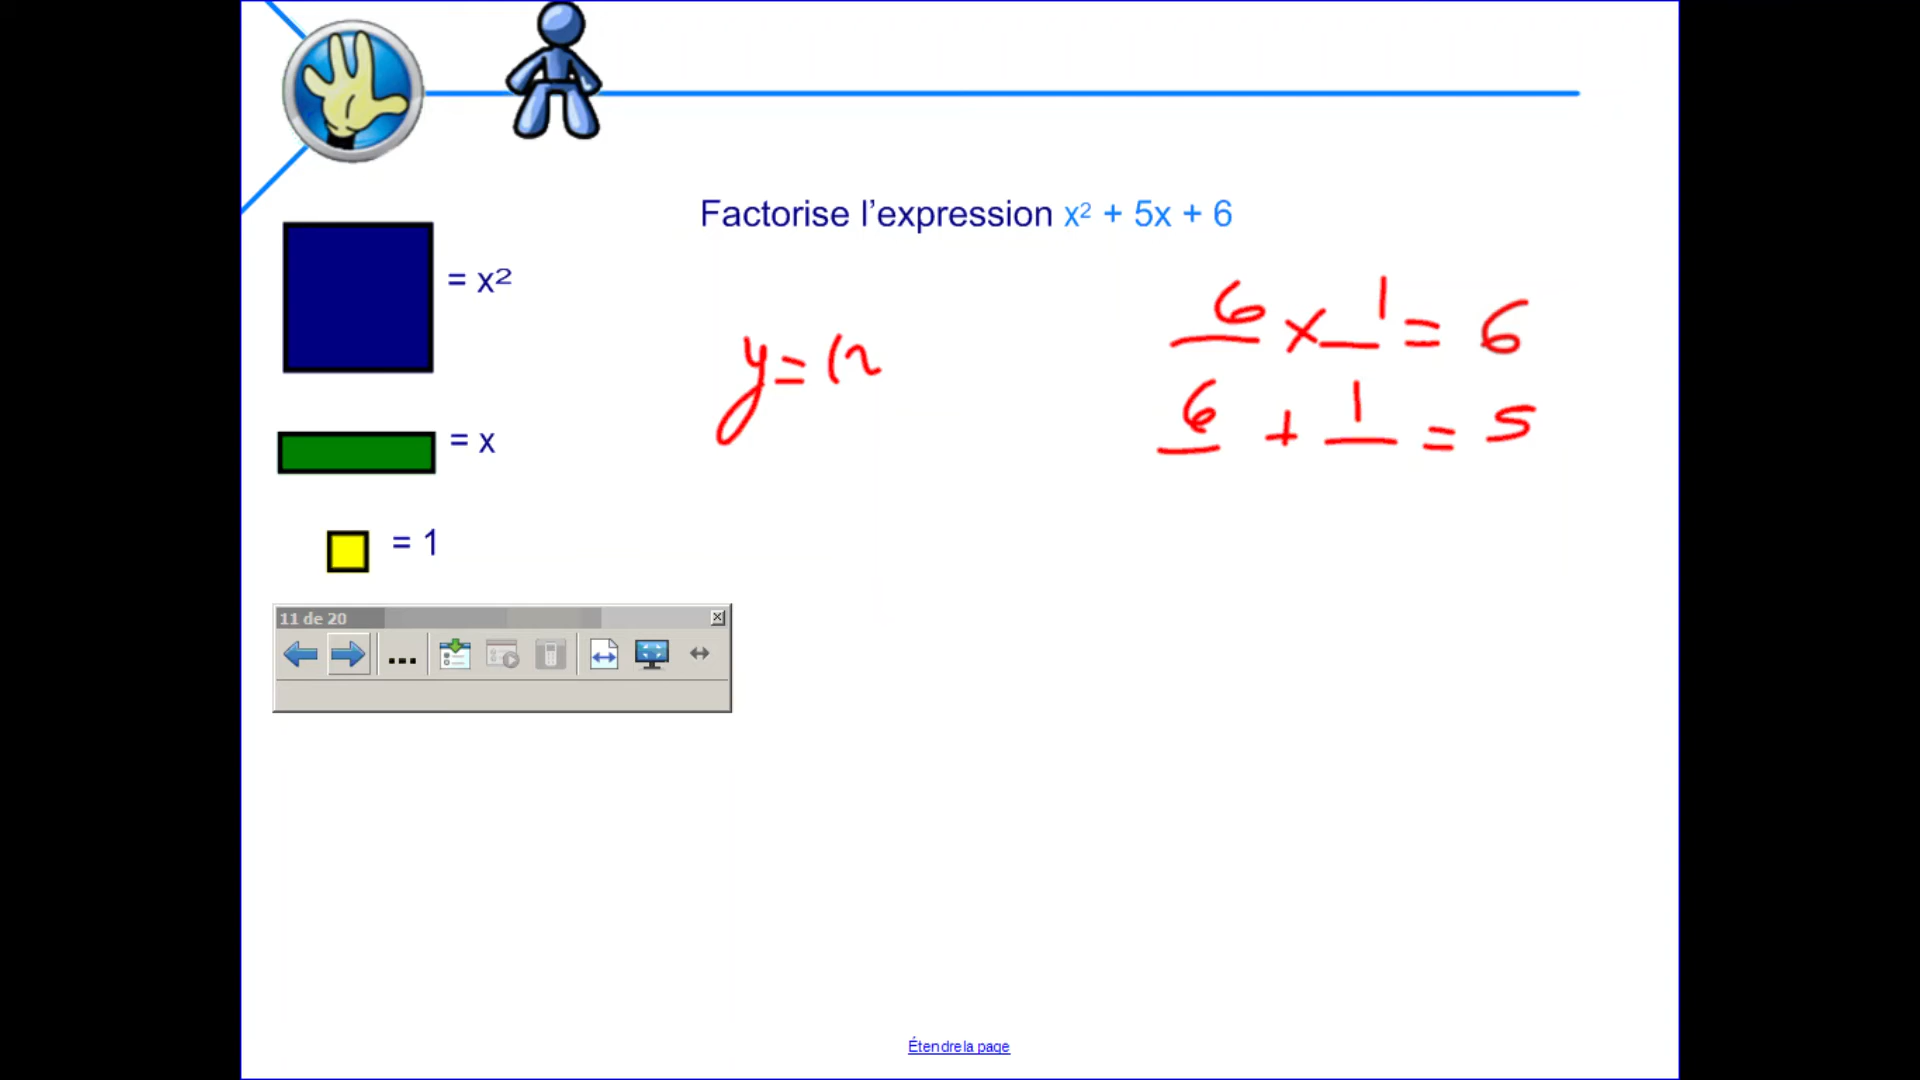 Factorise l'expression x² + 5x + 6
= x²
6 x 1 = 6
y = (
6 + 1 = 5
= x
= 1
11 de 20
...
Étendre la page